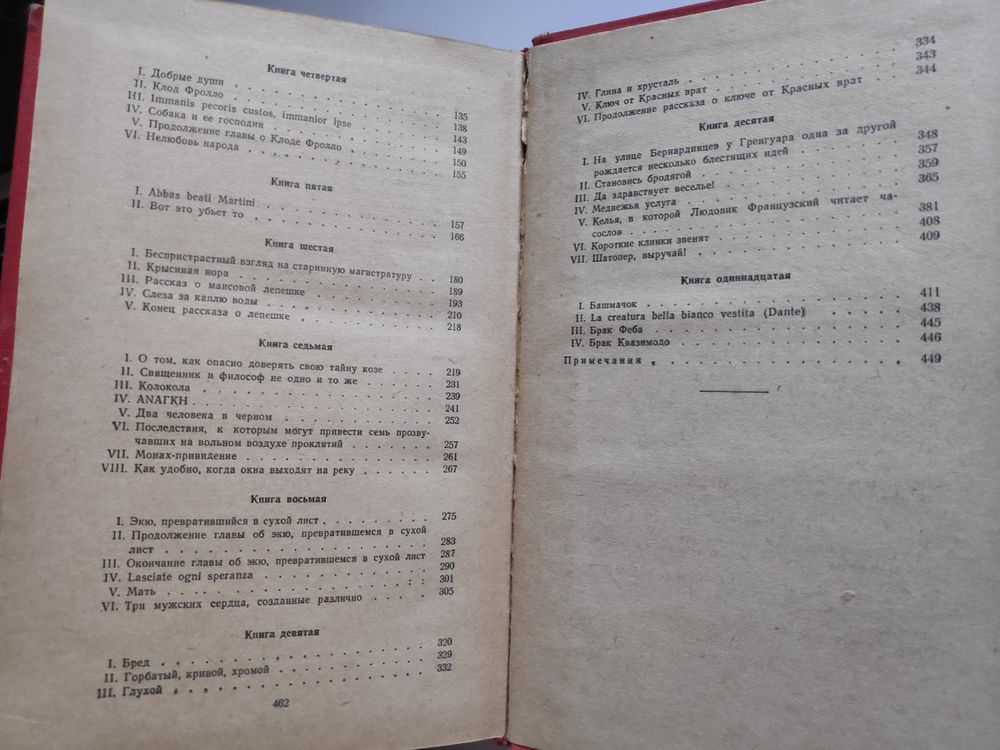 Книга четвертая
I. Добрые души . . . 135
II. Клод Фролло . . . 138
III. Immanis pecoris custos, immanior ipse . . . 143
IV. Собака и ее господин . . . 149
V. Продолжение главы о Клоде Фролло . . . 150
VI. Нелюбовь народа . . . 155
Книга пятая
I. Abbas beati Martini . . . 157
II. Вот это убьет то . . . 166
Книга шестая
I. Беспристрастный взгляд на старинную магистратуру . . 180
II. Крысиная нора . . . 189
III. Рассказ о маисовой лепешке . . . 193
IV. Слеза за каплю воды . . . 210
V. Конец рассказа о лепешке . . . 218
Книга седьмая
I. О том, как опасно доверять свою тайну козе . . . 219
II. Священник и философ не одно и то же . . . 231
III. Колокола . . . 239
IV. ΑΝΑΓΚΗ . . . 241
V. Два человека в черном . . . 252
VI. Последствия, к которым могут привести семь прозву-
чавших на вольном воздухе проклятий . . . 257
VII. Монах-привидение . . . 261
VIII. Как удобно, когда окна выходят на реку . . . 267
Книга восьмая
I. Экю, превратившийся в сухой лист . . . 275
II. Продолжение главы об экю, превратившемся в сухой
лист . . . 283
III. Окончание главы об экю, превратившемся в сухой лист 287
IV. Lasciate ogni speranza . . . 290
V. Мать . . . 301
VI. Три мужских сердца, созданные различно . . . 305
Книга девятая
I. Бред . . . 320
II. Горбатый, кривой, хромой . . . 329
III. Глухой . . . 332
462
IV. Глина и хрусталь . . . 334
V. Ключ от Красных врат . . . 343
VI. Продолжение рассказа о ключе от Красных врат 344
Книга десятая
I. На улице Бернардинцев у Гренгуара одна за другой
рождается несколько блестящих идей . . . 348
II. Становись бродягой . . . 357
III. Да здравствует веселье! . . . 359
IV. Медвежья услуга . . . 365
V. Келья, в которой Людовик Французский читает ча-
сослов . . . 381
VI. Короткие клинки звенят . . . 408
VII. Шатопер, выручай! . . . 409
Книга одиннадцатая
I. Башмачок . . . 411
II. La creatura bella bianco vestita (Dante) . . . 438
III. Брак Феба . . . 445
IV. Брак Квазимодо . . . 446
Примечания . . . 449